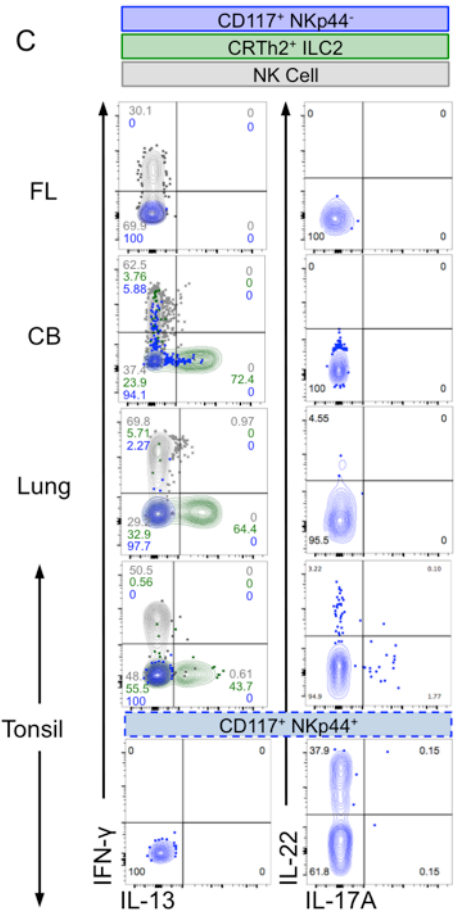 C
CD117⁺ NKp44⁻
CRTh2⁺ ILC2
NK Cell
FL
30.1 0
0 0
69.9 0
100 0
0 0
100 0
CB
62.5 0
3.76 0
5.88 0
37.4 0
23.9 72.4
94.1 0
0 0
100 0
Lung
69.8 0.97
5.71 0
2.27 0
0
32.9 64.4
97.7 0
4.55 0
95.5 0
Tonsil
50.5 0
0.56 0
0 0
0.61
55.5 43.7
0
3.22 0.10
94.9 1.77
CD117⁺ NKp44⁺
0 0
100 0
37.9 0.15
61.8 0.15
IFN-γ
IL-22
IL-13
IL-17A